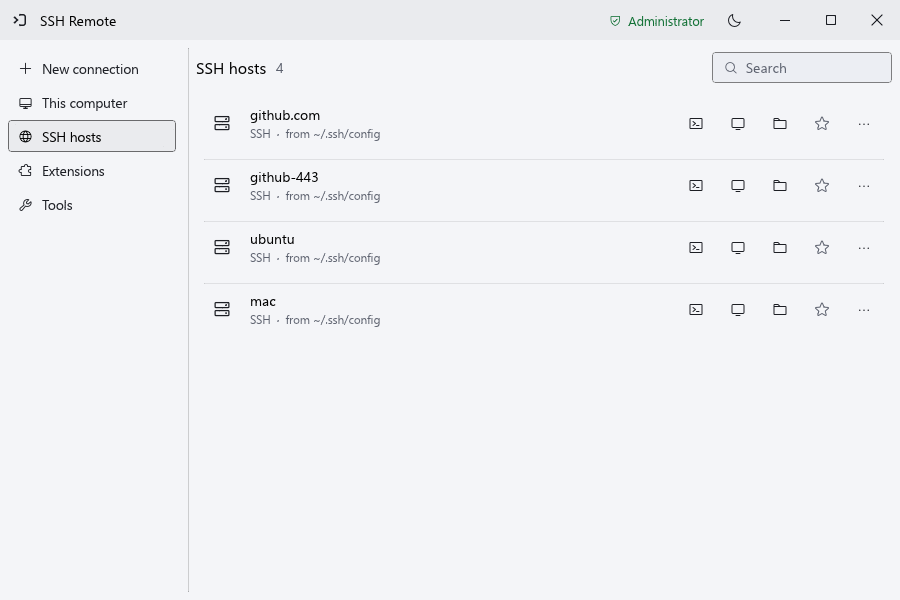 SSH Remote
Administrator
New connection
This computer
SSH hosts
Extensions
Tools
SSH hosts 4
Search
github.com
SSH · from ~/.ssh/config
github-443
SSH · from ~/.ssh/config
ubuntu
SSH · from ~/.ssh/config
mac
SSH · from ~/.ssh/config